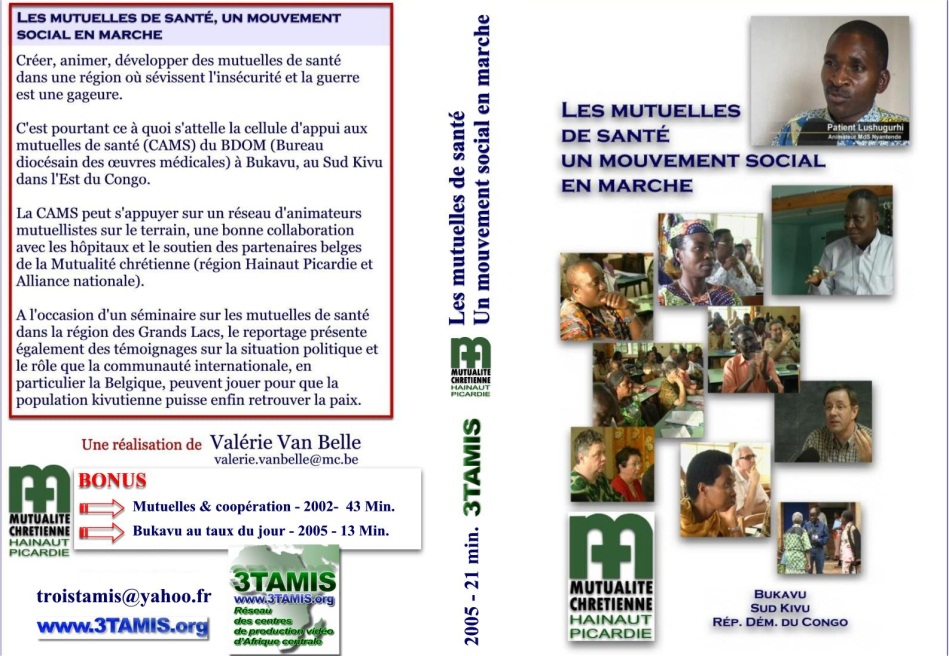 LES MUTUELLES DE SANTÉ, UN MOUVEMENT
SOCIAL EN MARCHE
Créer, animer, développer des mutuelles de santé
dans une région où sévissent l'insécurité et la guerre
est une gageure.
C'est pourtant ce à quoi s'attelle la cellule d'appui aux
mutuelles de santé (CAMS) du BDOM (Bureau
diocésain des œuvres médicales) à Bukavu, au Sud Kivu
dans l'Est du Congo.
La CAMS peut s'appuyer sur un réseau d'animateurs
mutuellistes sur le terrain, une bonne collaboration
avec les hôpitaux et le soutien des partenaires belges
de la Mutualité chrétienne (région Hainaut Picardie et
Alliance nationale).
A l'occasion d'un séminaire sur les mutuelles de santé
dans la région des Grands Lacs, le reportage présente
également des témoignages sur la situation politique et
le rôle que la communauté internationale, en
particulier la Belgique, peuvent jouer pour que la
population kivutienne puisse enfin retrouver la paix.
Une réalisation de Valérie Van Belle
valerie.vanbelle@mc.be
MUTUALITE
CHRETIENNE
HAINAUT
PICARDIE
BONUS
Mutuelles & coopération - 2002- 43 Min.
Bukavu au taux du jour - 2005 - 13 Min.
troistamis@yahoo.fr
www.3TAMIS.org
3TAMIS
www.3TAMIS.org
Réseau
des centres
de production vidéo
d'Afrique centrale
Les mutuelles de santé
Un mouvement social en marche
MUTUALITE
CHRETIENNE
HAINAUT
PICARDIE
3TAMIS
2005 - 21 min.
Patient Lushugurhi
Animateur MdS Nyantende
LES MUTUELLES
DE SANTÉ
UN MOUVEMENT SOCIAL
EN MARCHE
MUTUALITE
CHRETIENNE
HAINAUT
PICARDIE
BUKAVU
SUD KIVU
RÉP. DÉM. DU CONGO